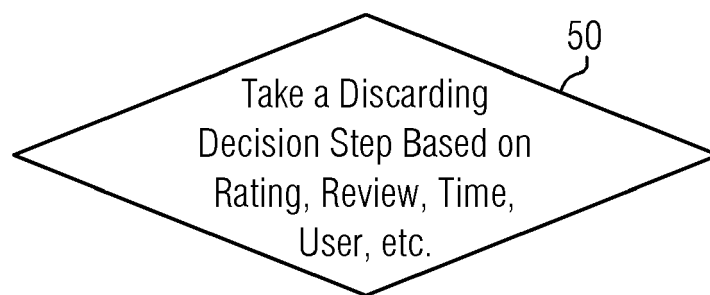 50
Take a Discarding
Decision Step Based on
Rating, Review, Time,
User, etc.